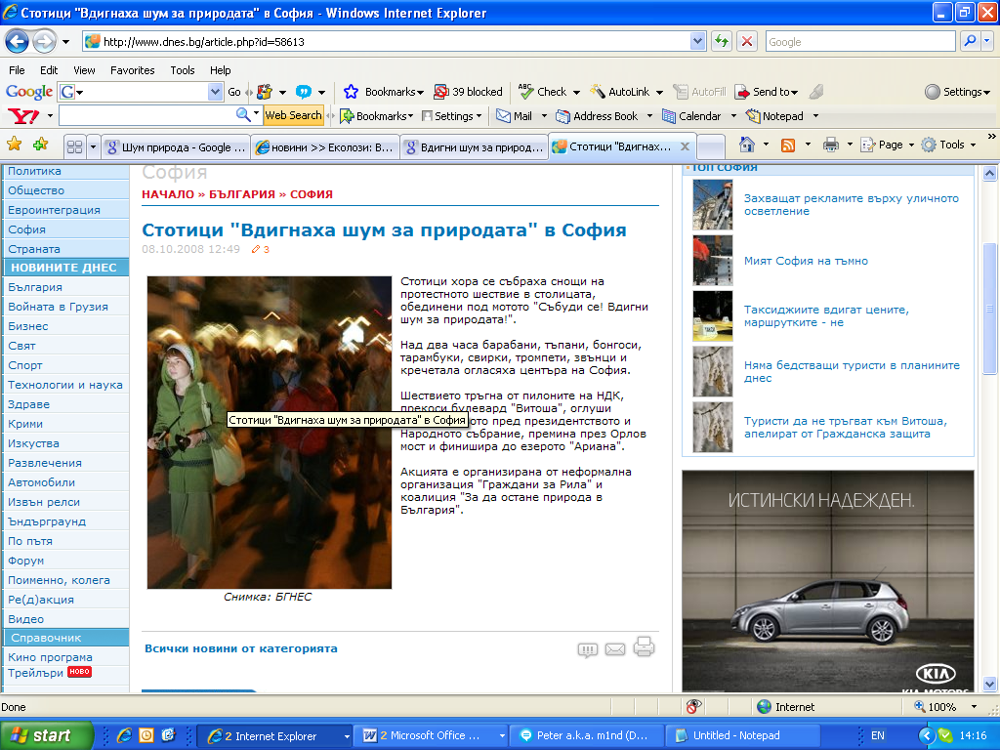 Стотици "Вдигнаха шум за природата" в София - Windows Internet Explorer
http://www.dnes.bg/article.php?id=58613
Google
File Edit View Favorites Tools Help
Google G Go Bookmarks 39 blocked ABC Check AutoLink AutoFill Send to Settings
Y! Web Search Bookmarks Settings Mail Address Book Calendar Notepad
Шум природа - Google ... новини >> Еколози: В... Вдигни шум за природ... Стотици "Вдигнах... Page Tools
Политика
Общество
Евроинтеграция
София
Страната
НОВИНИТЕ ДНЕС
България
Войната в Грузия
Бизнес
Свят
Спорт
Технологии и наука
Здраве
Крими
Изкуства
Развлечения
Автомобили
Извън релси
Ъндърграунд
По пътя
Форум
Поименно, колега
Ре(д)акция
Видео
Справочник
Кино програма
Трейлъри НОВО
София
НАЧАЛО » БЪЛГАРИЯ » СОФИЯ
Стотици "Вдигнаха шум за природата" в София
08.10.2008 12:49 3
Стотици хора се събраха снощи на
протестното шествие в столицата,
обединени под мотото "Събуди се! Вдигни
шум за природата!".
Над два часа барабани, тъпани, бонгоси,
тарамбуки, свирки, тромпети, звънци и
кречетала огласяха центъра на София.
Шествието тръгна от пилоните на НДК,
прекоси булевард "Витоша", оглуши
ото пред президентството и
Народното събрание, премина през Орлов
мост и финишира до езерото "Ариана".
Акцията е организирана от неформална
организация "Граждани за Рила" и
коалиция "За да остане природа в
България".
Стотици "Вдигнаха шум за природата" в София
Снимка: БГНЕС
Всички новини от категорията
ТОП СОФИЯ
Захващат рекламите върху уличното
осветление
Мият София на тъмно
Таксиджиите вдигат цените,
маршрутките - не
Няма бедстващи туристи в планините
днес
Туристи да не тръгват към Витоша,
апелират от Гражданска защита
ИСТИНСКИ НАДЕЖДЕН.
KIA
KIA MOTORS
Done Internet 100%
start 2 Internet Explorer 2 Microsoft Office ... Peter a.k.a. m1nd (D... Untitled - Notepad EN 14:16